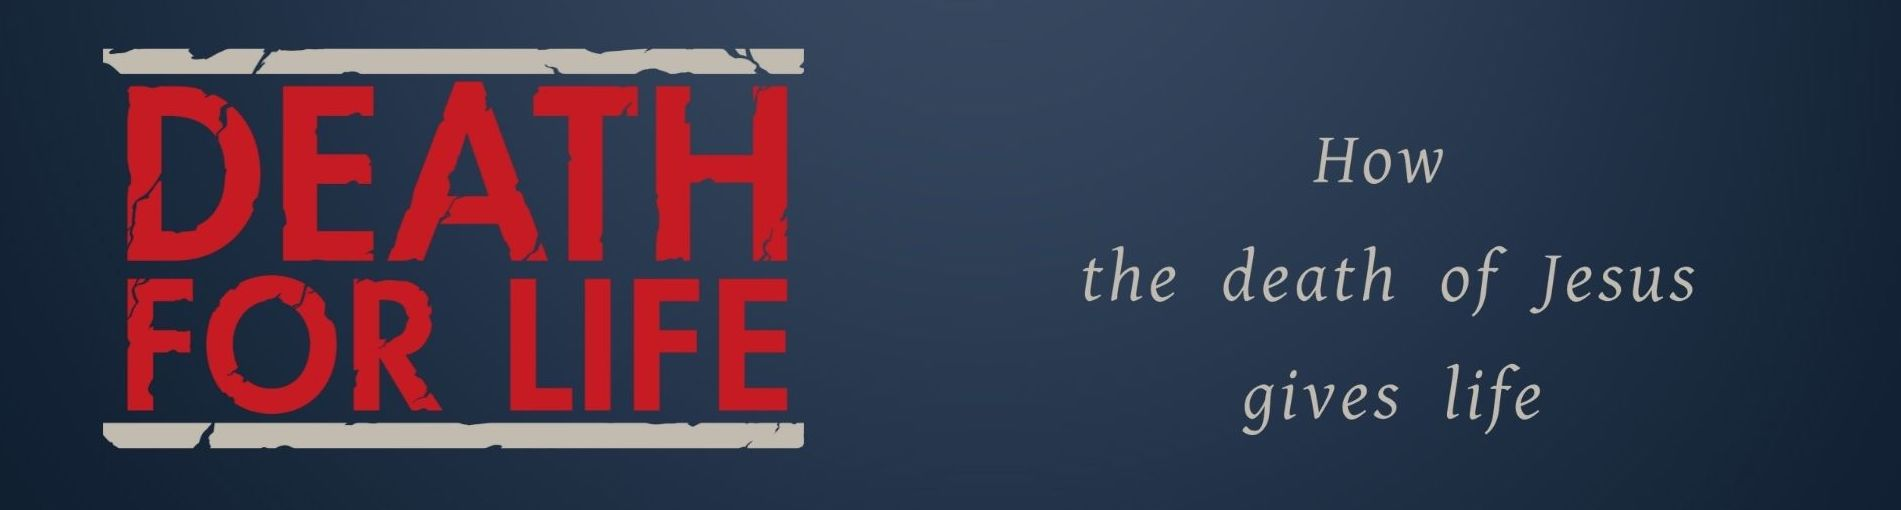 DEATH
FOR LIFE
How
the death of Jesus
gives life